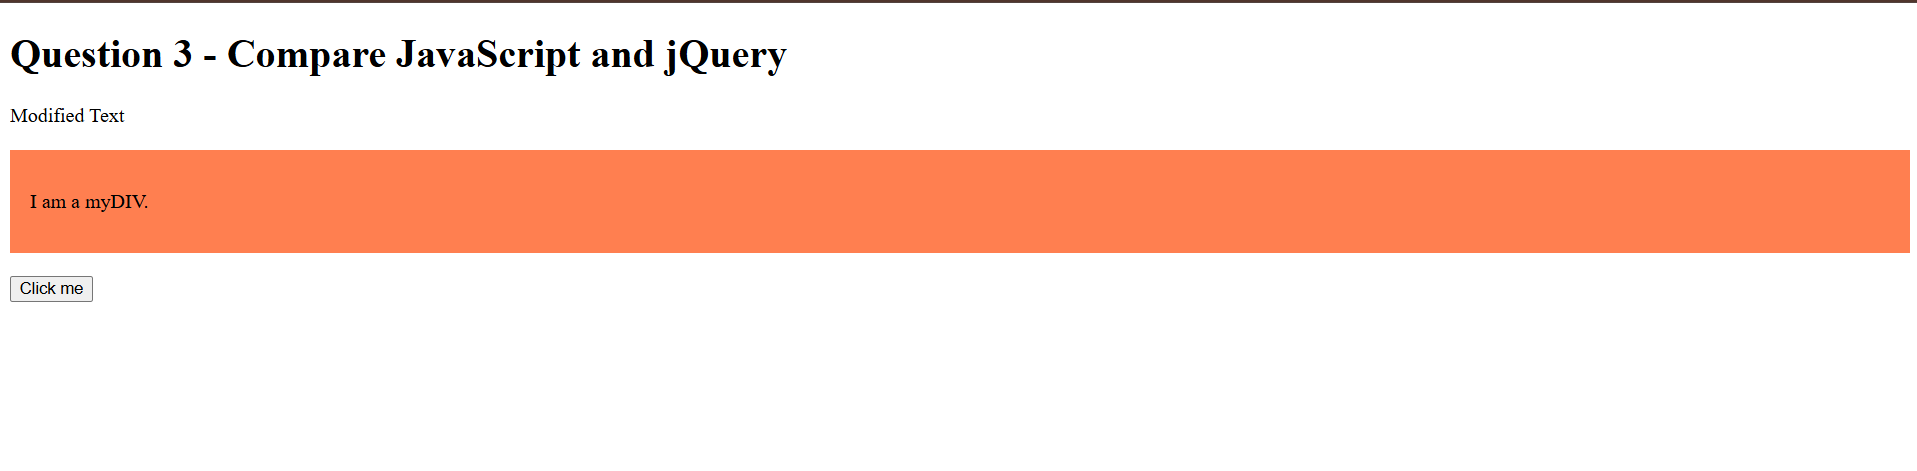 Question 3 - Compare JavaScript and jQuery
Modified Text
I am a myDIV.
Click me